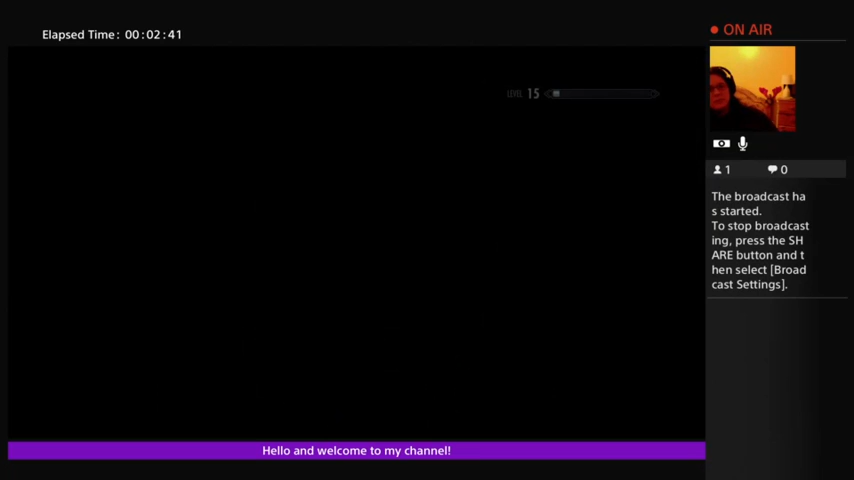 Elapsed Time: 00:02:41
ON AIR
LEVEL 15
1 0
The broadcast ha
s started.
To stop broadcast
ing, press the SH
ARE button and t
hen select [Broad
cast Settings].
Hello and welcome to my channel!